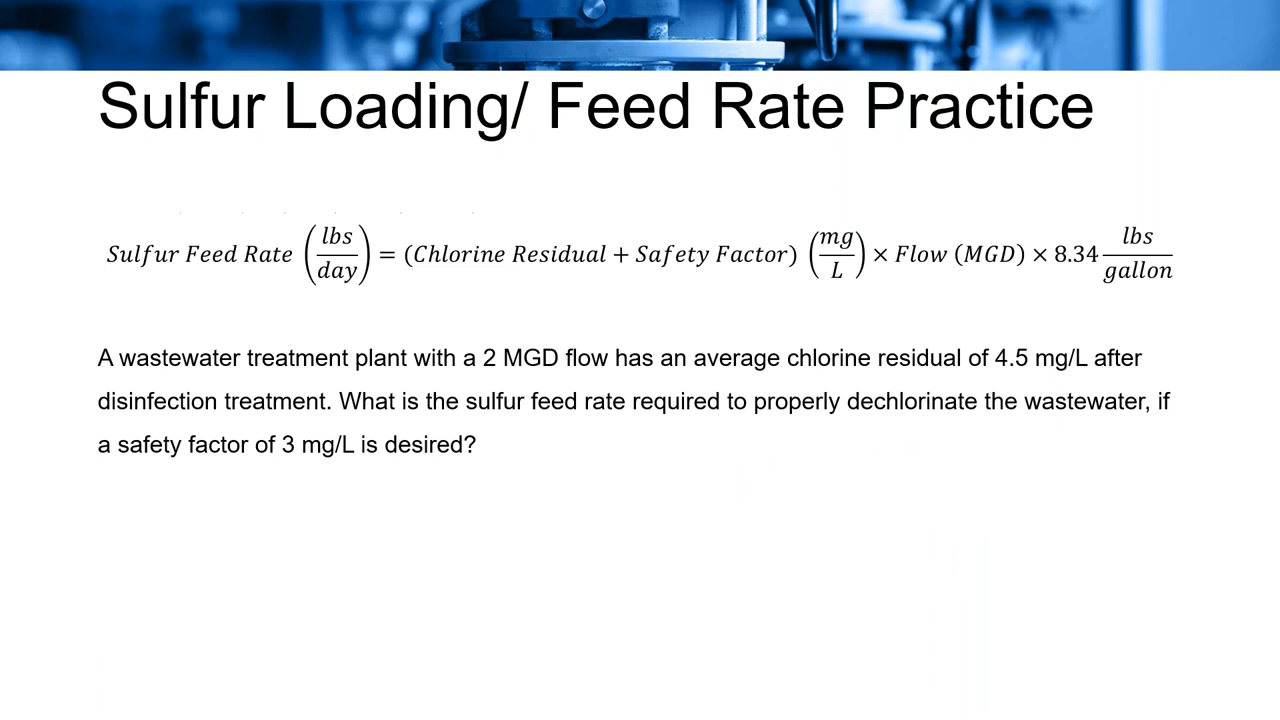 Sulfur Loading/ Feed Rate Practice
Sulfur Feed Rate (lbs/day) = (Chlorine Residual + Safety Factor) (mg/L) × Flow (MGD) × 8.34 lbs/gallon
A wastewater treatment plant with a 2 MGD flow has an average chlorine residual of 4.5 mg/L after
disinfection treatment. What is the sulfur feed rate required to properly dechlorinate the wastewater, if
a safety factor of 3 mg/L is desired?